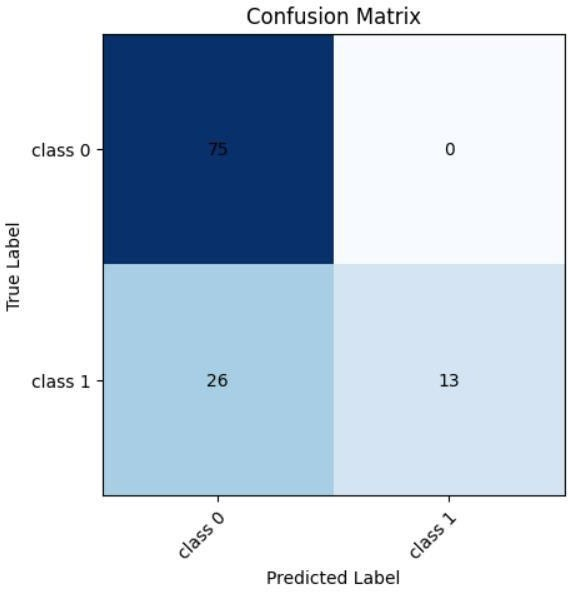 Confusion Matrix
class 0
75
0
True Label
class 1
26
13
class 0
class 1
Predicted Label